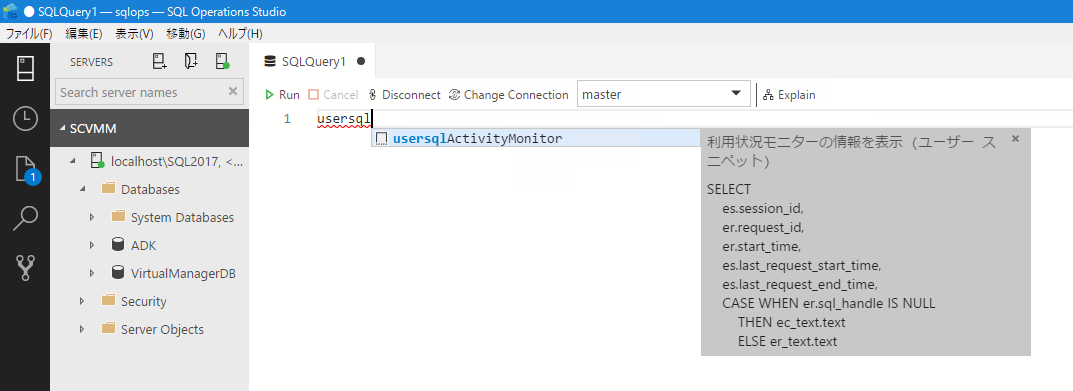 SQLQuery1 — sqlops — SQL Operations Studio
ファイル(F) 編集(E) 表示(V) 移動(G) ヘルプ(H)
SERVERS
Search server names
SCVMM
localhost\SQL2017, <...
Databases
System Databases
ADK
VirtualManagerDB
Security
Server Objects
1
SQLQuery1
Run Cancel Disconnect Change Connection master Explain
1 usersql
usersqlActivityMonitor
利用状況モニターの情報を表示 (ユーザー ス
ニペット)
SELECT
es.session_id,
er.request_id,
er.start_time,
es.last_request_start_time,
es.last_request_end_time,
CASE WHEN er.sql_handle IS NULL
THEN ec_text.text
ELSE er_text.text